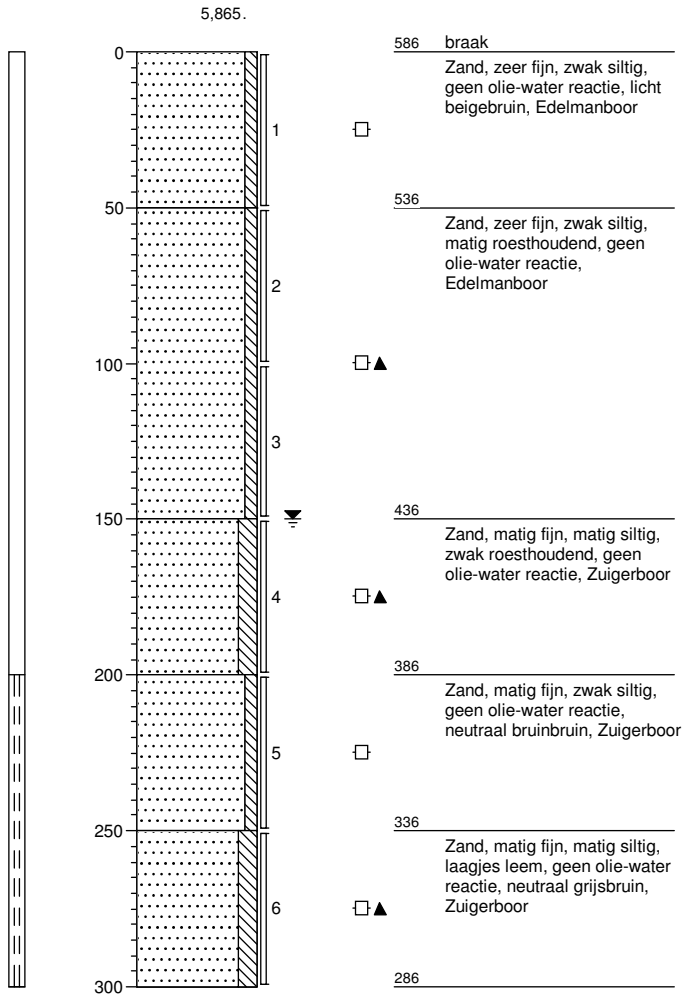 5,865.
0
586 braak
Zand, zeer fijn, zwak siltig,
geen olie-water reactie, licht
beigebruin, Edelmanboor
1
50
536
Zand, zeer fijn, zwak siltig,
matig roesthoudend, geen
olie-water reactie,
Edelmanboor
2
100
3
150
436
Zand, matig fijn, matig siltig,
zwak roesthoudend, geen
olie-water reactie, Zuigerboor
4
200
386
Zand, matig fijn, zwak siltig,
geen olie-water reactie,
neutraal bruinbruin, Zuigerboor
5
250
336
Zand, matig fijn, matig siltig,
laagjes leem, geen olie-water
reactie, neutraal grijsbruin,
Zuigerboor
6
300
286